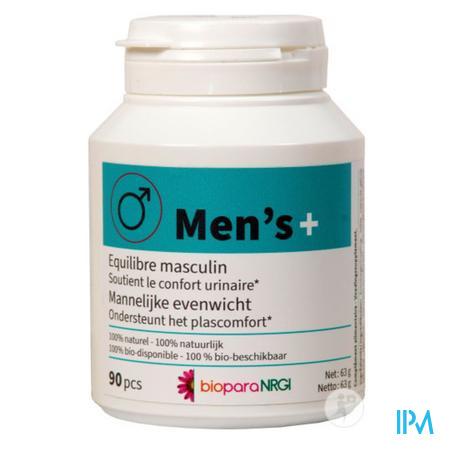 Men's+
Equilibre masculin
Soutient le confort urinaire*
Mannelijke evenwicht
Ondersteunt het plascomfort*
100% naturel - 100% natuurlijk
100% bio-disponible - 100 % bio-beschikbaar
90 pcs
bioparaNRGI
Net: 63 g
Netto: 63 g
IPM